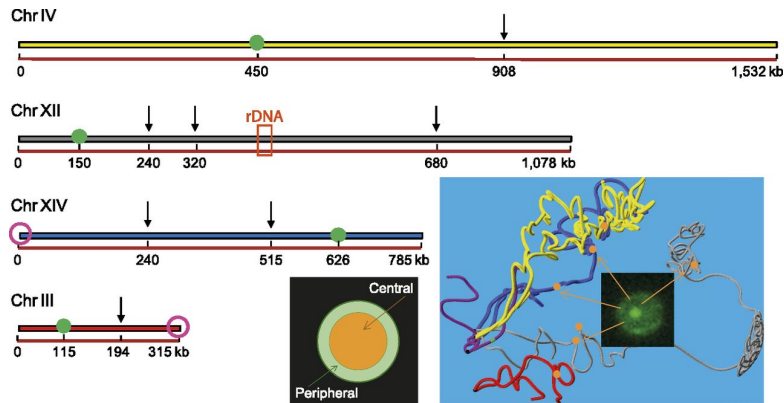 Chr IV
0 450 908 1,532 kb
Chr XII
rDNA
0 150 240 320 680 1,078 kb
Chr XIV
0 240 515 626 785 kb
Chr III
0 115 194 315 kb
Central
Peripheral